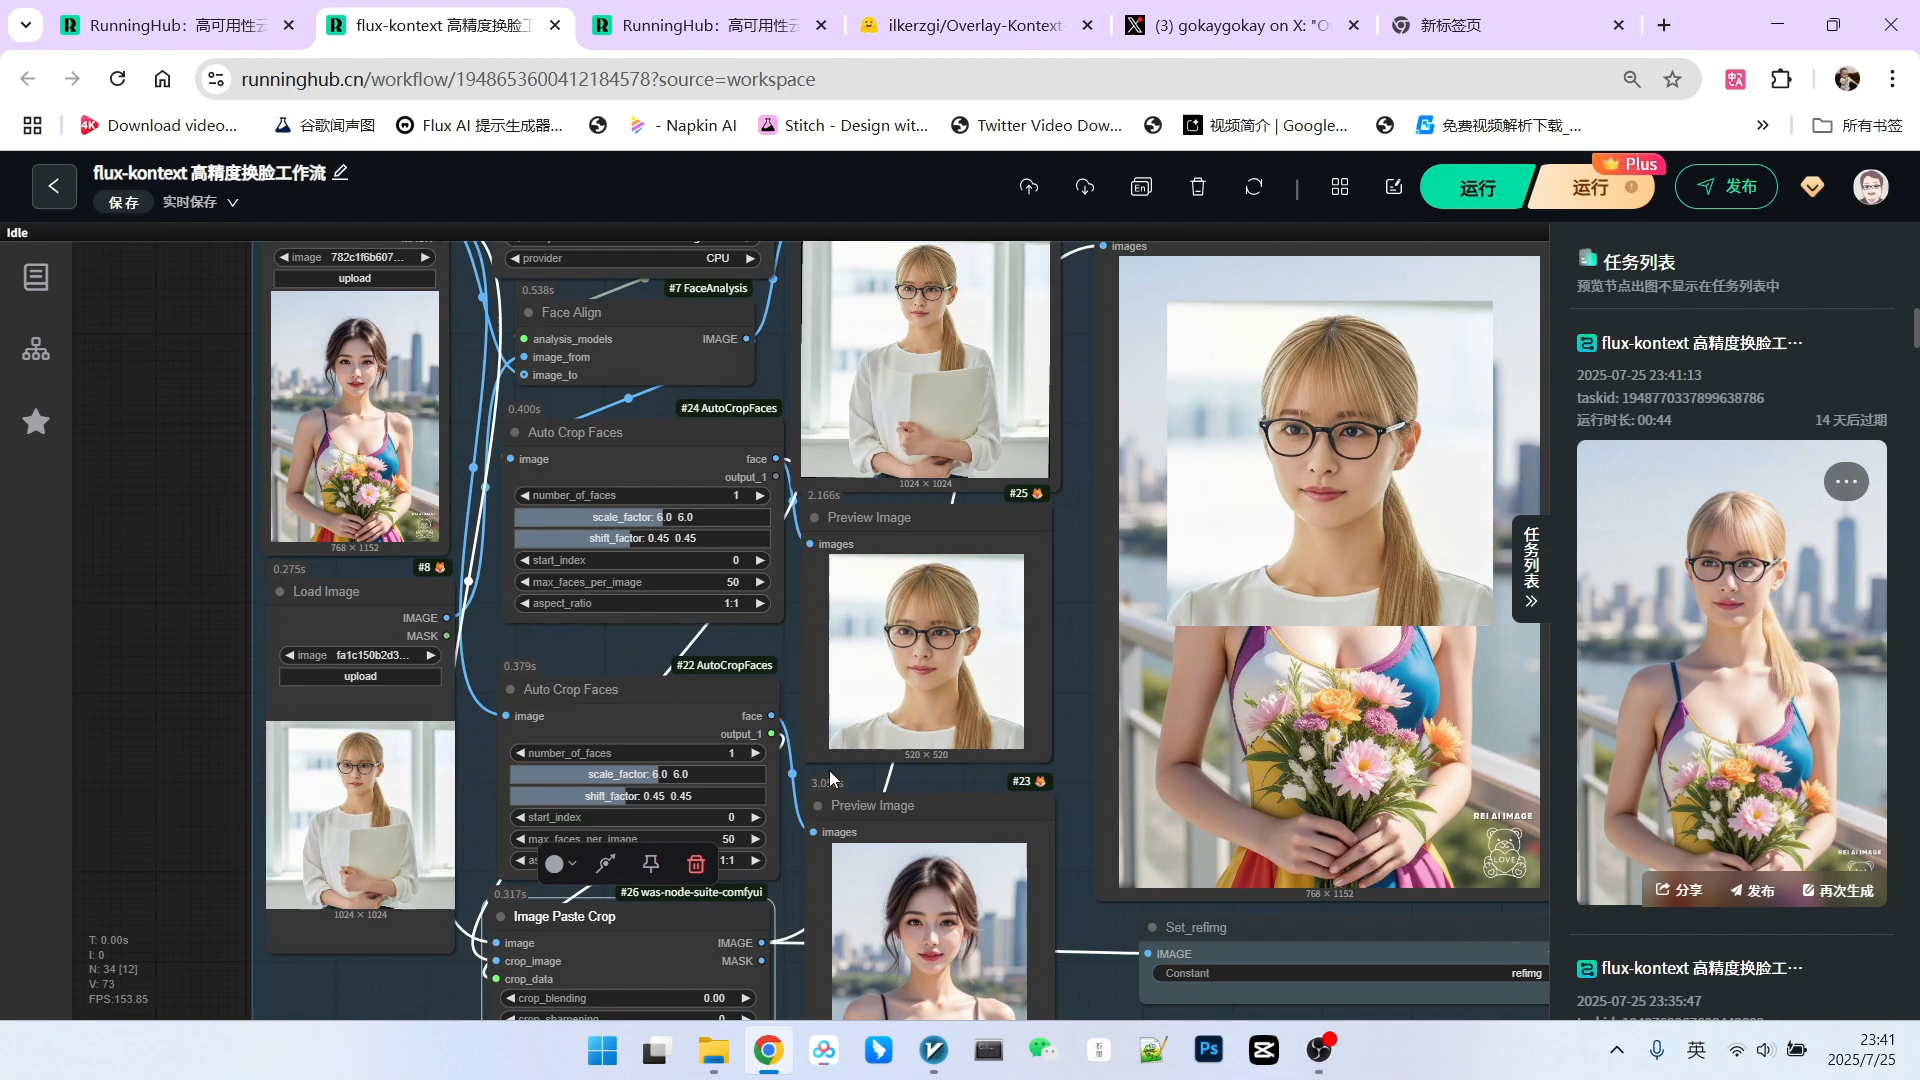 RunningHub：高可用性云
flux-kontext 高精度换脸工
RunningHub：高可用性云
ilkerzgi/Overlay-Kontext-
(3) gokaygokay on X: "O
新标签页
runninghub.cn/workflow/1948653600412184578?source=workspace
Download video...
谷歌闻声图
Flux AI 提示生成器...
- Napkin AI
Stitch - Design wit...
Twitter Video Dow...
视频简介 | Google...
免费视频解析下载_...
所有书签
flux-kontext 高精度换脸工作流
保存
实时保存
运行
运行
Plus
发布
Idle
image 782c1f6b607...
upload
768 × 1152
#8
0.275s
Load Image
IMAGE
MASK
image fa1c150b2d3...
upload
1024 × 1024
provider CPU
#7 FaceAnalysis
0.538s
Face Align
analysis_models IMAGE
image_from
image_to
#24 AutoCropFaces
0.400s
Auto Crop Faces
image face
output_1
number_of_faces 1
scale_factor: 6.0 6.0
shift_factor: 0.45 0.45
start_index 0
max_faces_per_image 50
aspect_ratio 1:1
#22 AutoCropFaces
0.379s
Auto Crop Faces
image face
output_1
number_of_faces 1
scale_factor: 6.0 6.0
shift_factor: 0.45 0.45
start_index 0
max_faces_per_image 50
1:1
#26 was-node-suite-comfyui
0.317s
Image Paste Crop
image IMAGE
crop_image MASK
crop_data
crop_blending 0.00
crop_sharpening 0
1024 × 1024
2.166s
#25
Preview Image
images
520 × 520
#23
Preview Image
images
images
REI AI IMAGE
LOVE
768 × 1152
Set_refimg
IMAGE
Constant refimg
任务列表
任务列表
预览节点出图不显示在任务列表中
flux-kontext 高精度换脸工···
2025-07-25 23:41:13
taskid: 1948770337899638786
运行时长: 00:44 14 天后过期
REI AI IMAGE
分享
发布
再次生成
flux-kontext 高精度换脸工···
2025-07-25 23:35:47
T: 0.00s
I: 0
N: 34 [12]
V: 73
FPS:153.85
英
23:41
2025/7/25